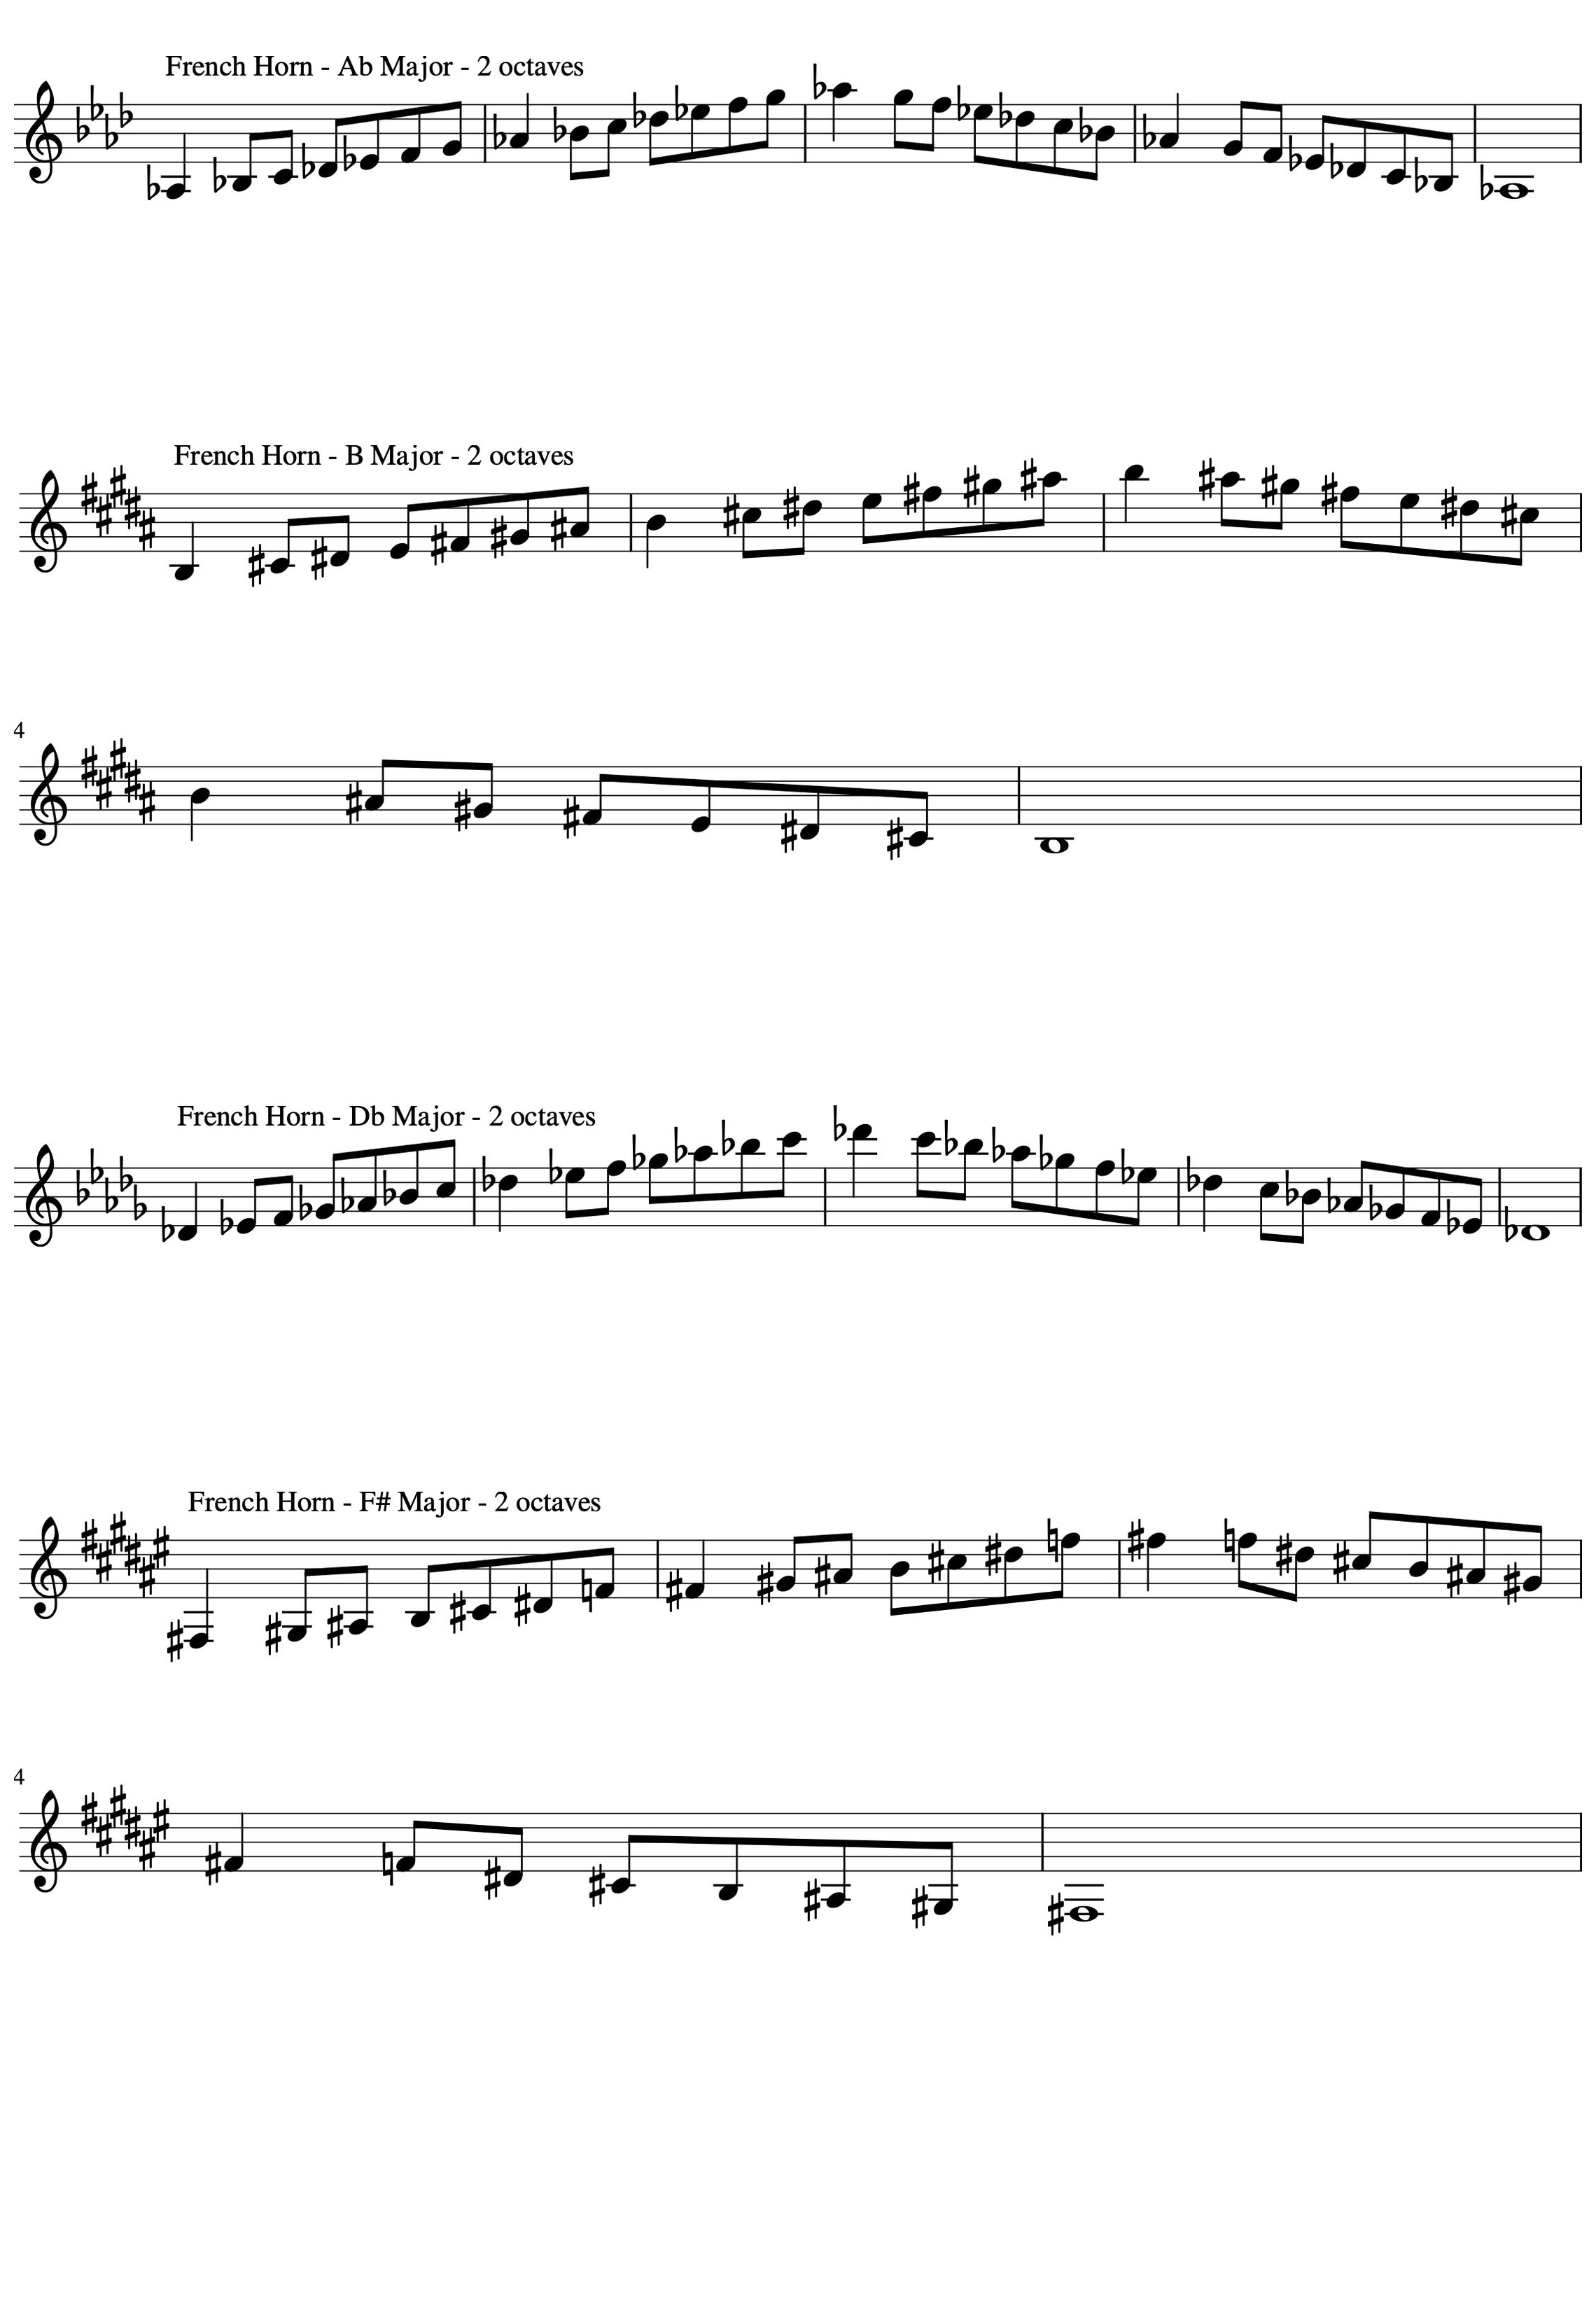 French Horn - Ab Major - 2 octaves
French Horn - B Major - 2 octaves
4
French Horn - Db Major - 2 octaves
French Horn - F# Major - 2 octaves
4